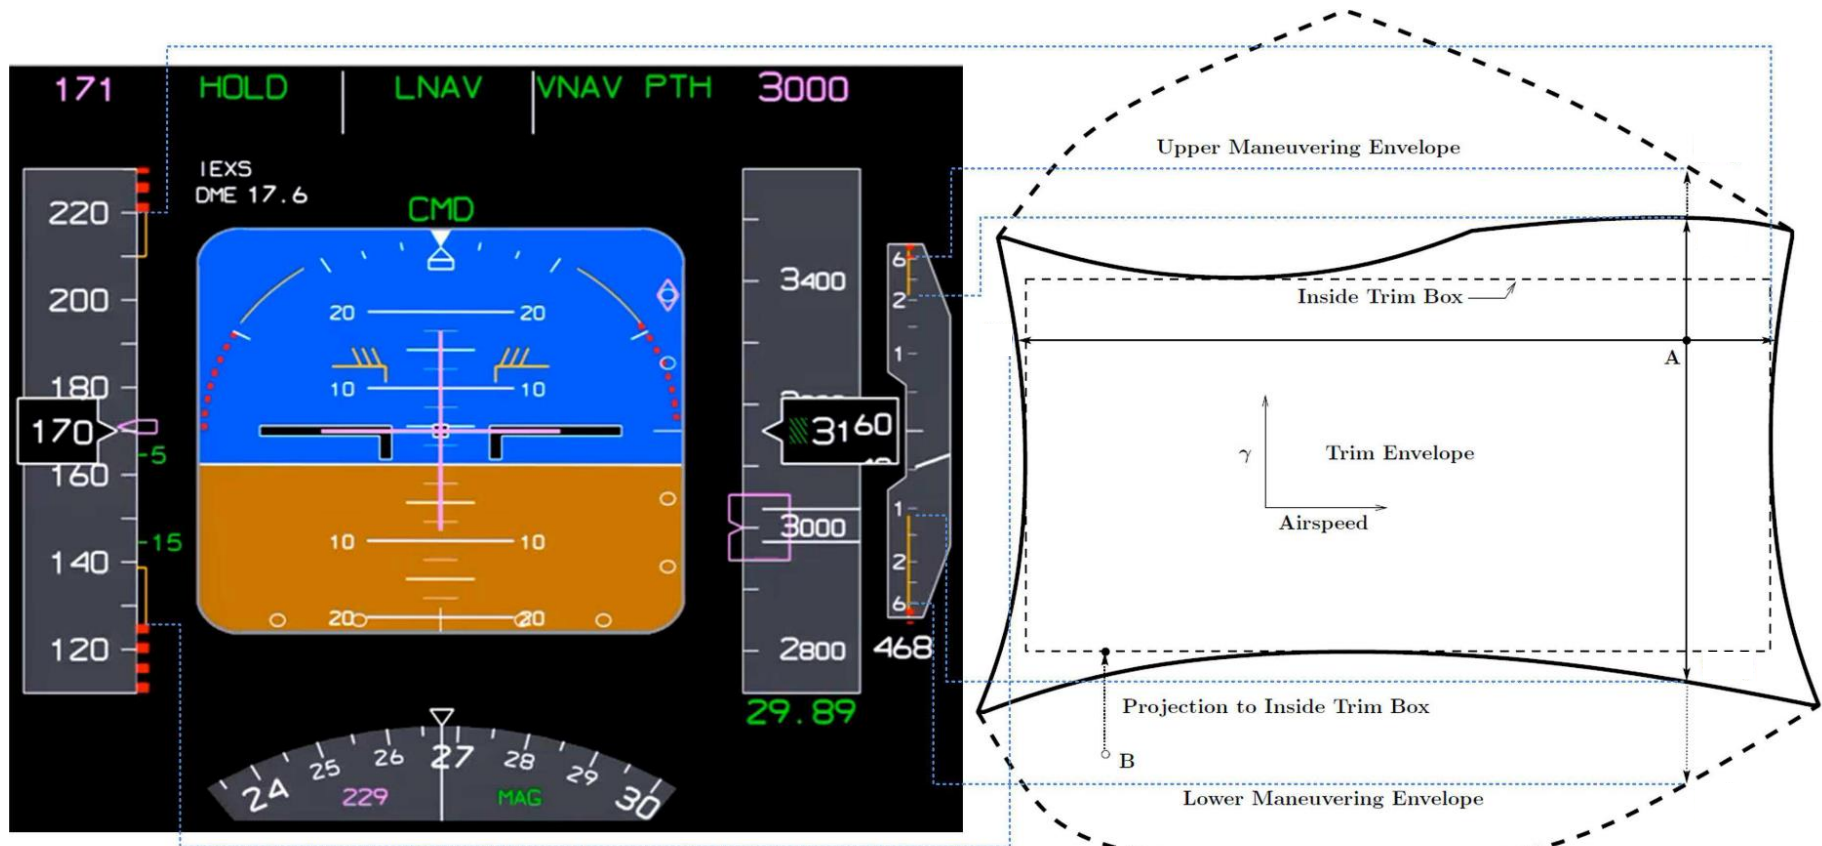 171 HOLD LNAV VNAV PTH 3000
IEXS
DME 17.6
CMD
220
200
180
170
160
140
120
-5
-15
20 20
10 10
10 10
20 20
3400
3160
3000
2800
29.89
6
2
1
1
2
6
468
24 25 26 27 28 29 30
229 MAG
Upper Maneuvering Envelope
Inside Trim Box
A
γ
Trim Envelope
Airspeed
Projection to Inside Trim Box
B
Lower Maneuvering Envelope